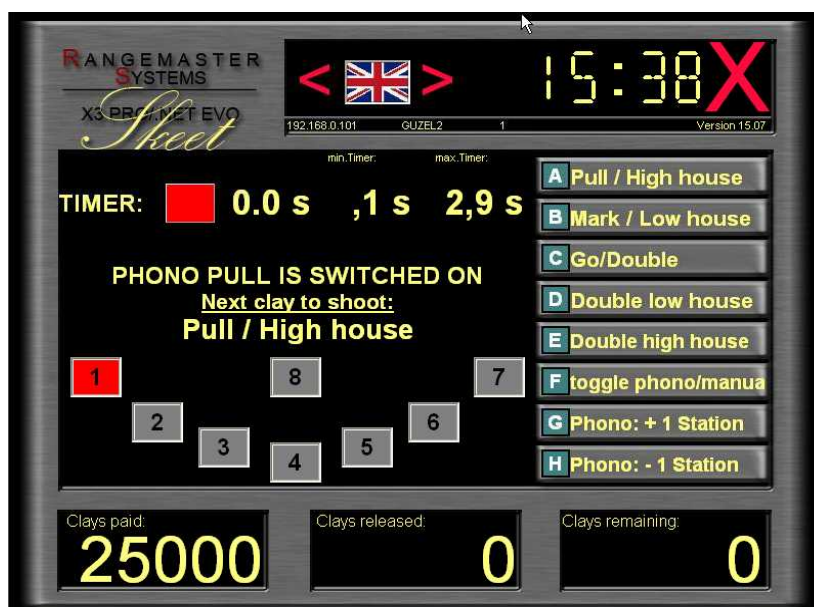 RANGEMASTER
SYSTEMS
X3 PRO/.NET EVO
Skeet
< >
15:38
X
192.168.0.101 GUZEL2 1 Version 15.07
min.Timer: max.Timer:
TIMER: 0.0 s ,1 s 2,9 s
PHONO PULL IS SWITCHED ON
Next clay to shoot:
Pull / High house
1 8 7
2 6
3 5
4
A Pull / High house
B Mark / Low house
C Go/Double
D Double low house
E Double high house
F toggle phono/manua
G Phono: + 1 Station
H Phono: - 1 Station
Clays paid: Clays released: Clays remaining:
25000 0 0